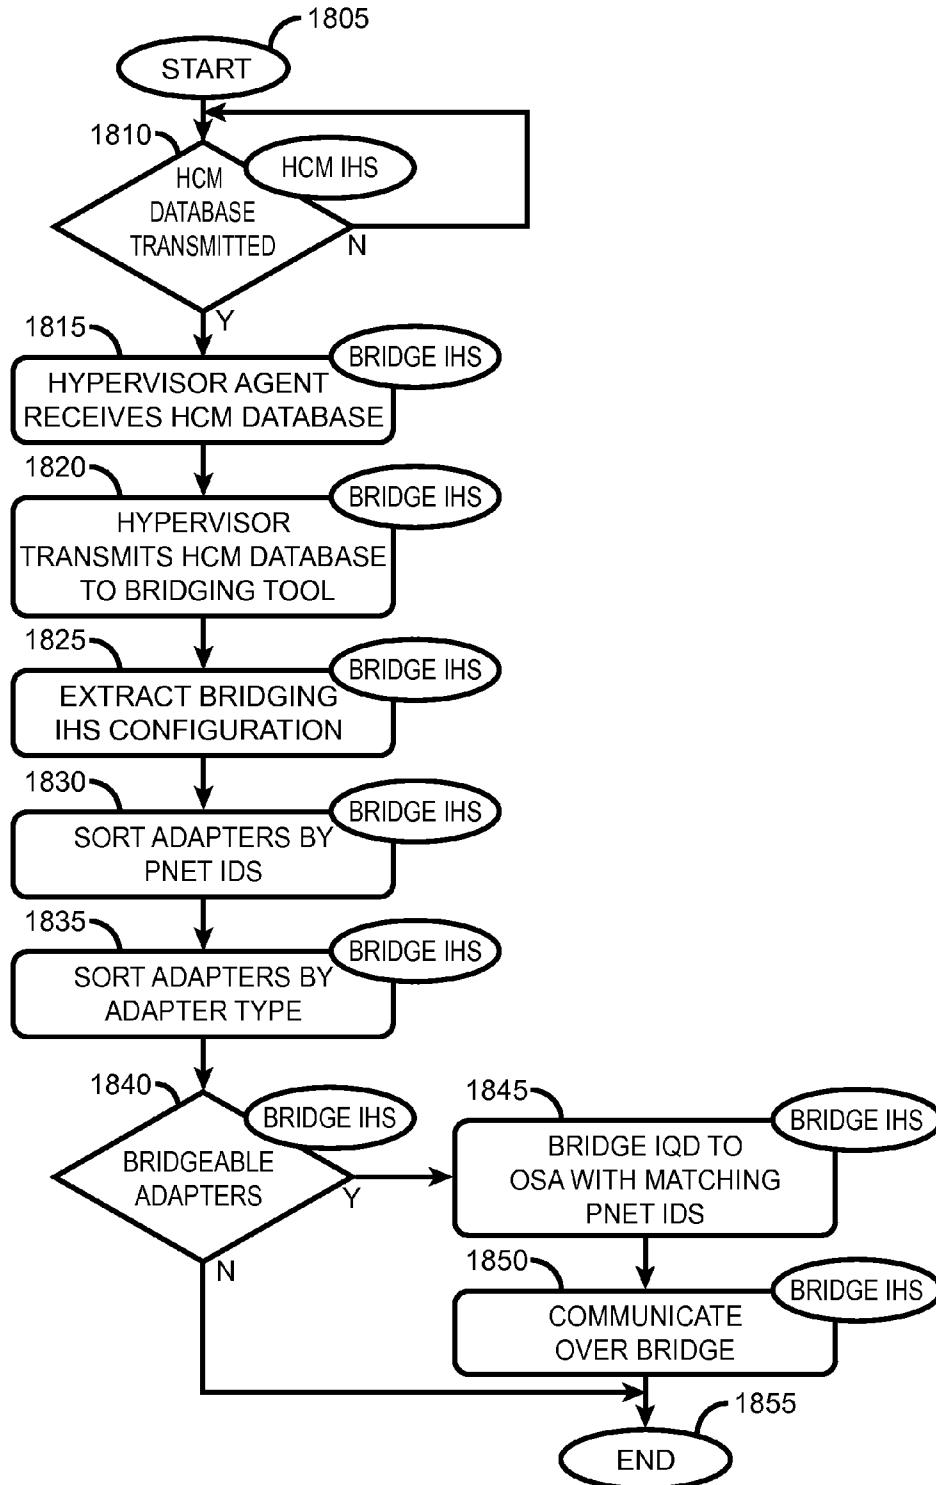 1805
START
1810
HCM IHS
HCM
DATABASE
TRANSMITTED
N
Y
1815
BRIDGE IHS
HYPERVISOR AGENT
RECEIVES HCM DATABASE
1820
BRIDGE IHS
HYPERVISOR
TRANSMITS HCM DATABASE
TO BRIDGING TOOL
1825
BRIDGE IHS
EXTRACT BRIDGING
IHS CONFIGURATION
1830
BRIDGE IHS
SORT ADAPTERS BY
PNET IDS
1835
BRIDGE IHS
SORT ADAPTERS BY
ADAPTER TYPE
1840
BRIDGE IHS
BRIDGEABLE
ADAPTERS
Y
N
1845
BRIDGE IHS
BRIDGE IQD TO
OSA WITH MATCHING
PNET IDS
1850
BRIDGE IHS
COMMUNICATE
OVER BRIDGE
1855
END